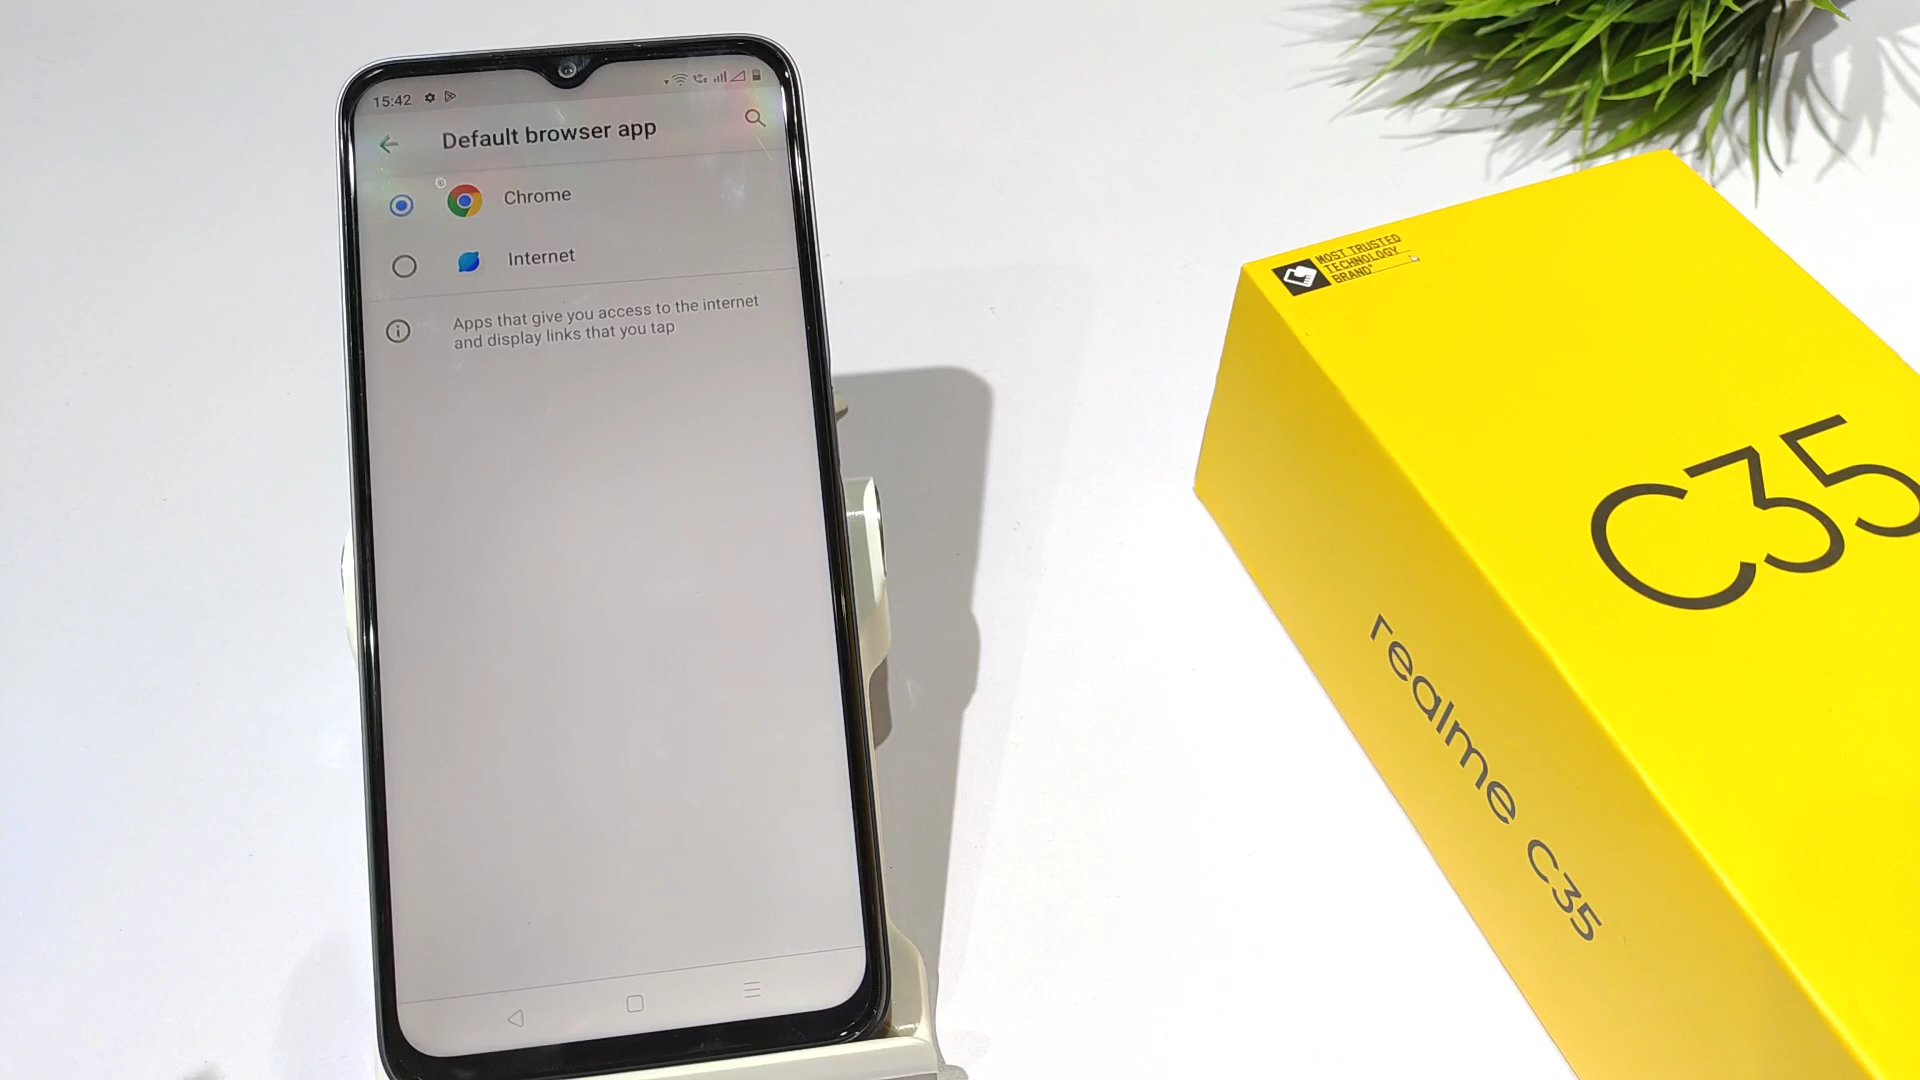 15:42
Default browser app
Chrome
Internet
Apps that give you access to the internet
and display links that you tap
MOST TRUSTED
TECHNOLOGY
BRAND*
C35
realme C35